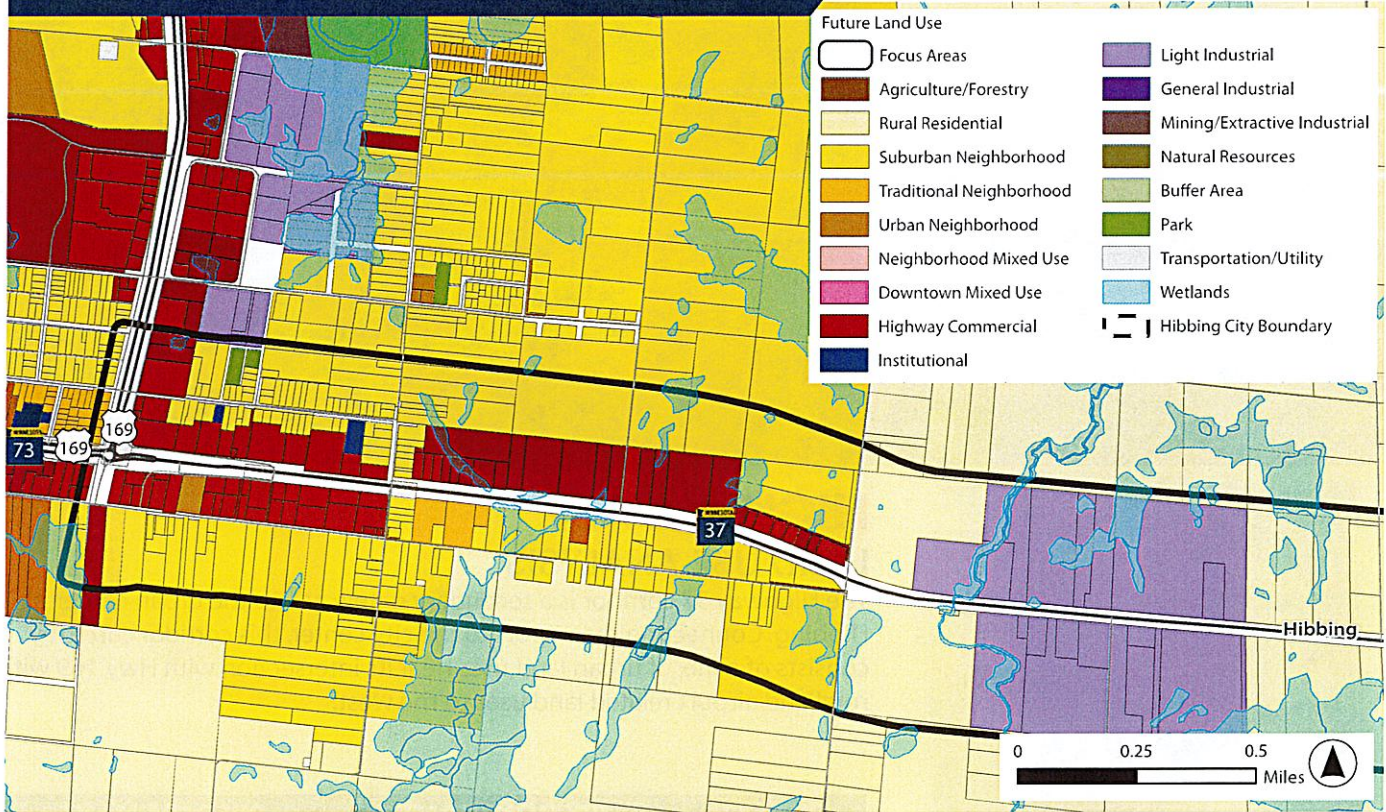 Future Land Use
Focus Areas
Agriculture/Forestry
Rural Residential
Suburban Neighborhood
Traditional Neighborhood
Urban Neighborhood
Neighborhood Mixed Use
Downtown Mixed Use
Highway Commercial
Institutional
Light Industrial
General Industrial
Mining/Extractive Industrial
Natural Resources
Buffer Area
Park
Transportation/Utility
Wetlands
Hibbing City Boundary
169
MINNESOTA
73
169
MINNESOTA
37
Hibbing
0 0.25 0.5
Miles